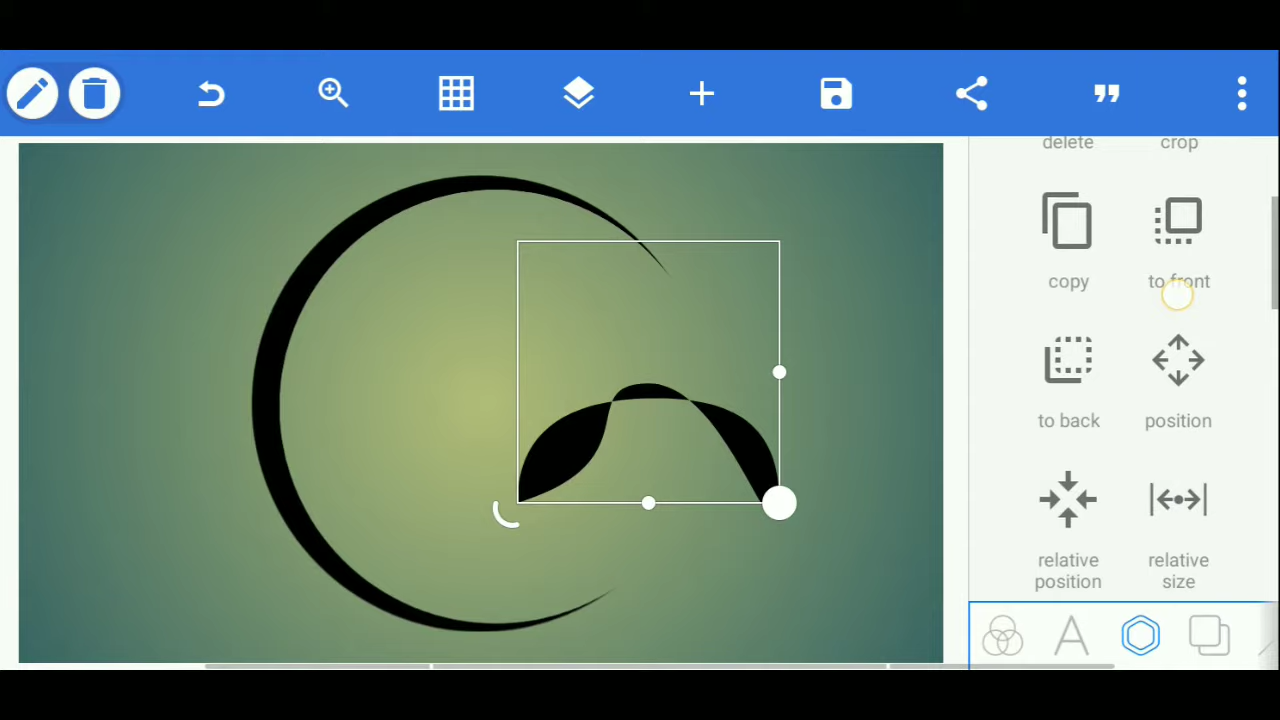 delete crop
copy to front
to back position
relative position relative size